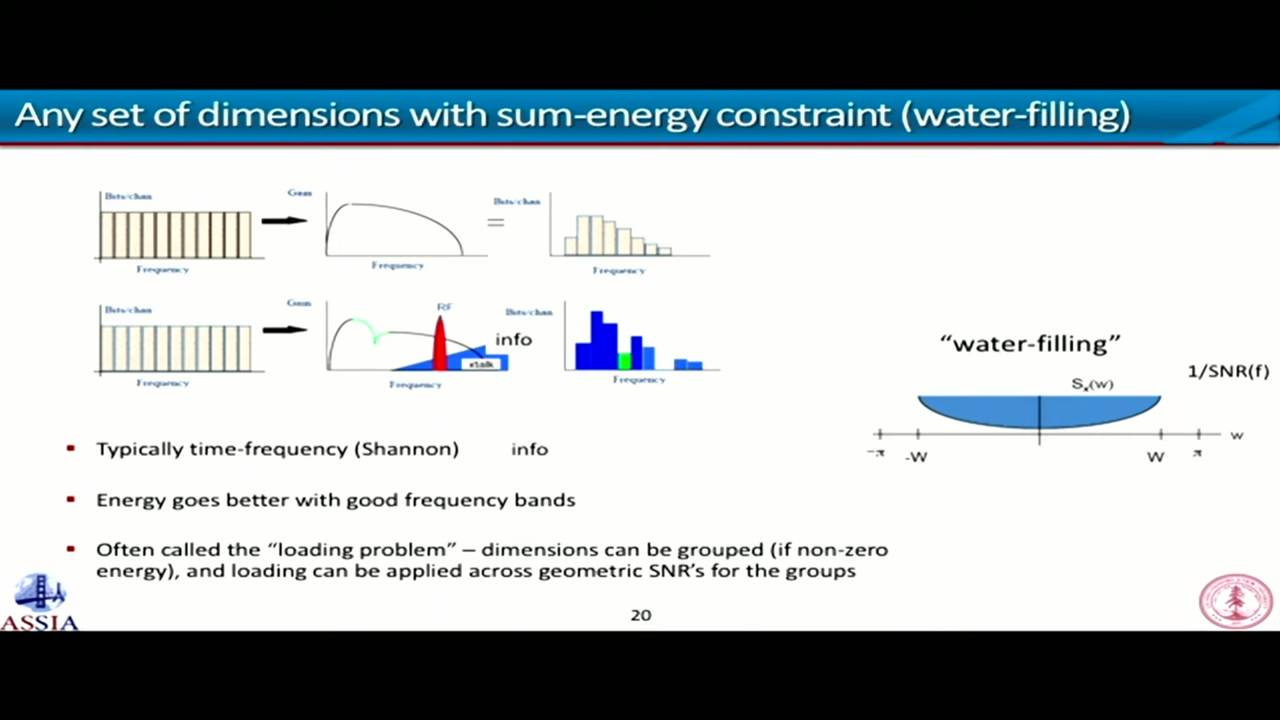 Any set of dimensions with sum-energy constraint (water-filling)
Bits/chan
Frequency
Gain
Frequency
=
Bits/chan
Frequency
Bits/chan
Frequency
Gain
RF
xtalk
info
Frequency
Bits/chan
Frequency
"water-filling"
1/SNR(f)
Sx(w)
w
-π -W W π
▪ Typically time-frequency (Shannon) info
▪ Energy goes better with good frequency bands
▪ Often called the "loading problem" – dimensions can be grouped (if non-zero
energy), and loading can be applied across geometric SNR's for the groups
ASSIA
20